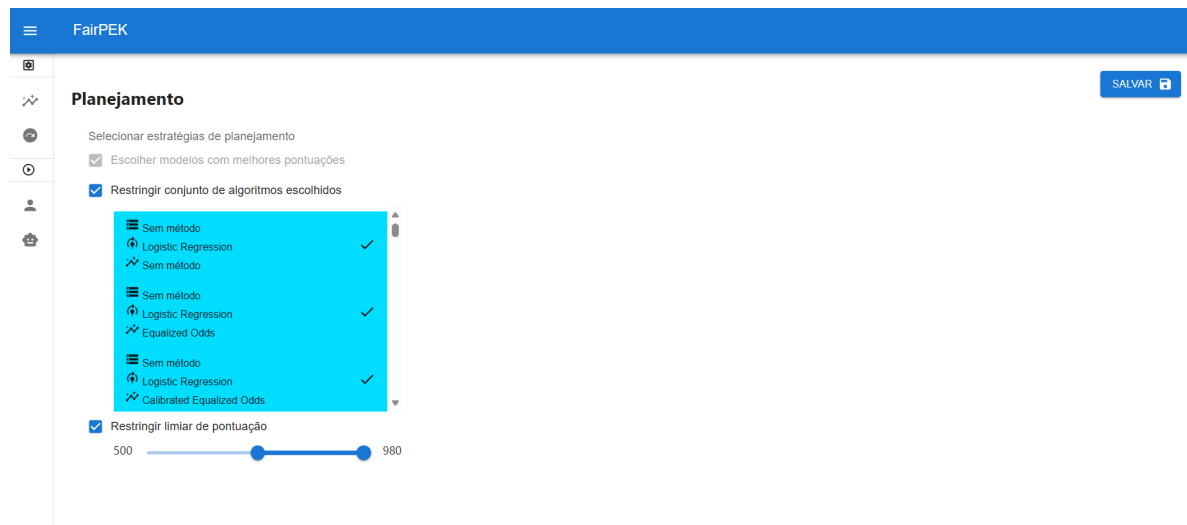 FairPEK
SALVAR
Planejamento
Selecionar estratégias de planejamento
Escolher modelos com melhores pontuações
Restringir conjunto de algoritmos escolhidos
Sem método
Logistic Regression
Sem método
Sem método
Logistic Regression
Equalized Odds
Sem método
Logistic Regression
Calibrated Equalized Odds
Restringir limiar de pontuação
500 980